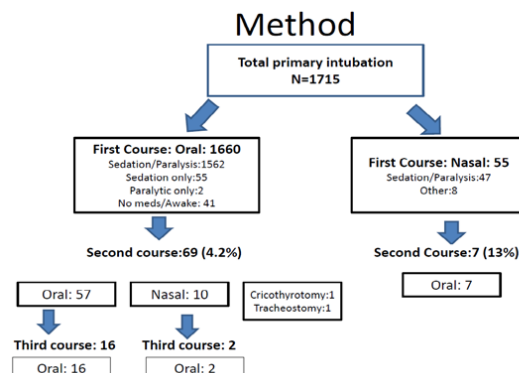 Method
Total primary intubation
N=1715
First Course: Oral: 1660
Sedation/Paralysis:1562
Sedation only:55
Paralytic only:2
No meds/Awake: 41
First Course: Nasal: 55
Sedation/Paralysis:47
Other:8
Second course:69 (4.2%)
Second Course:7 (13%)
Oral: 57
Nasal: 10
Cricothyrotomy:1
Tracheostomy:1
Oral: 7
Third course: 16
Third course: 2
Oral: 16
Oral: 2